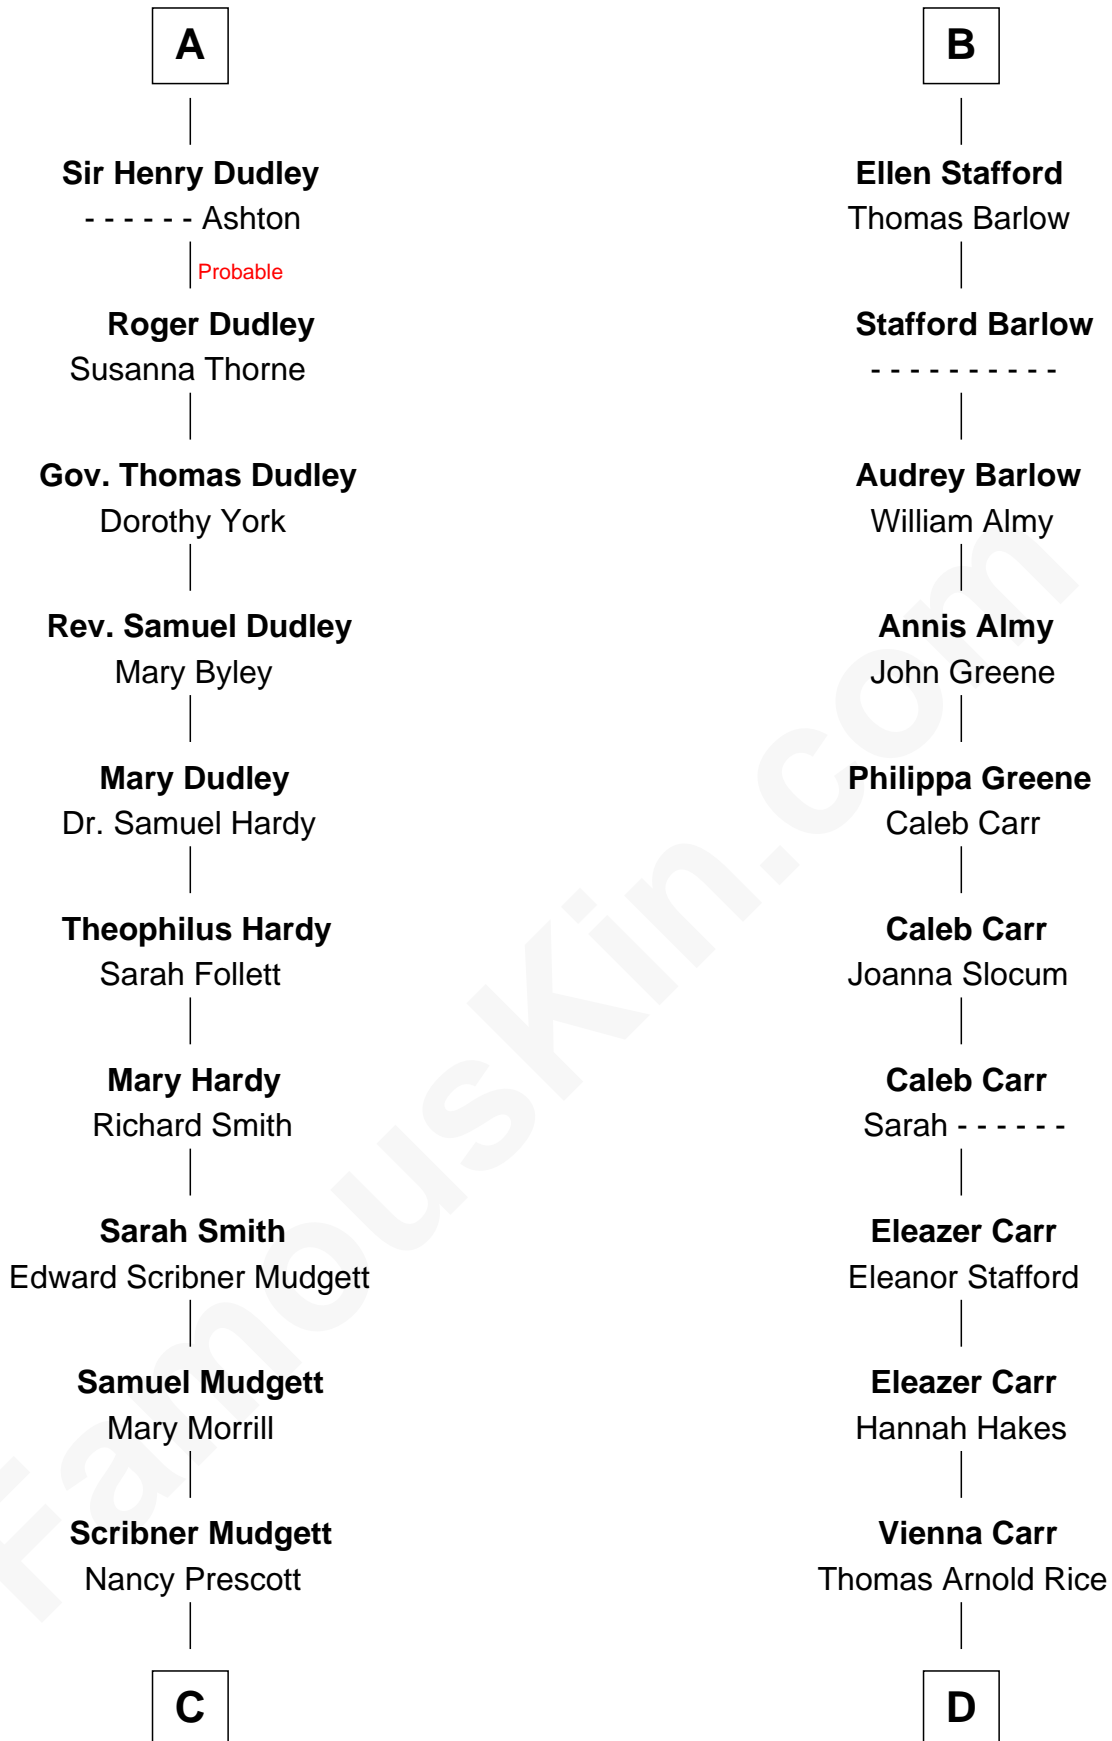 A
Sir Henry Dudley
- - - - - - Ashton
Probable
Roger Dudley
Susanna Thorne
Gov. Thomas Dudley
Dorothy York
Rev. Samuel Dudley
Mary Byley
Mary Dudley
Dr. Samuel Hardy
Theophilus Hardy
Sarah Follett
Mary Hardy
Richard Smith
Sarah Smith
Edward Scribner Mudgett
Samuel Mudgett
Mary Morrill
Scribner Mudgett
Nancy Prescott
C
B
Ellen Stafford
Thomas Barlow
Stafford Barlow
- - - - - - - - - -
Audrey Barlow
William Almy
Annis Almy
John Greene
Philippa Greene
Caleb Carr
Caleb Carr
Joanna Slocum
Caleb Carr
Sarah - - - - - -
Eleazer Carr
Eleanor Stafford
Eleazer Carr
Hannah Hakes
Vienna Carr
Thomas Arnold Rice
D
FamousKin.com